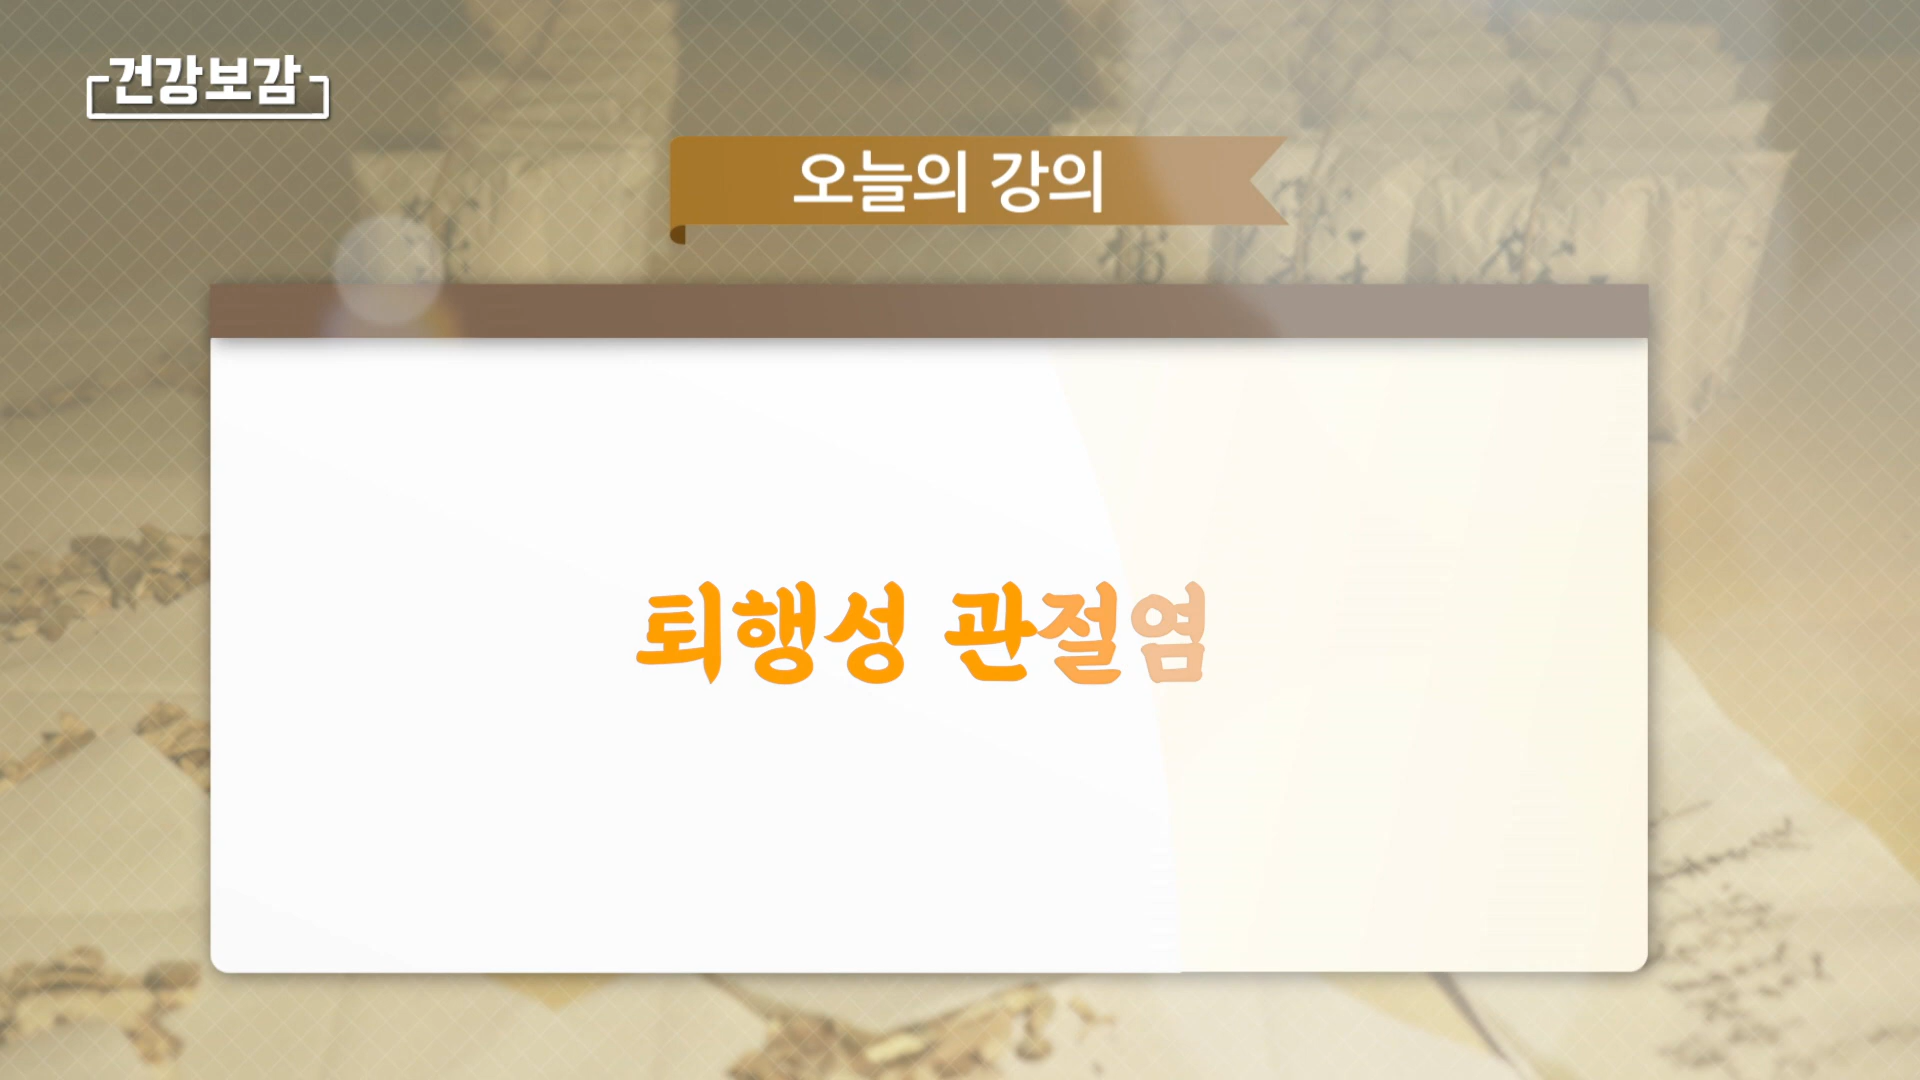 건강보감
오늘의 강의
퇴행성 관절염